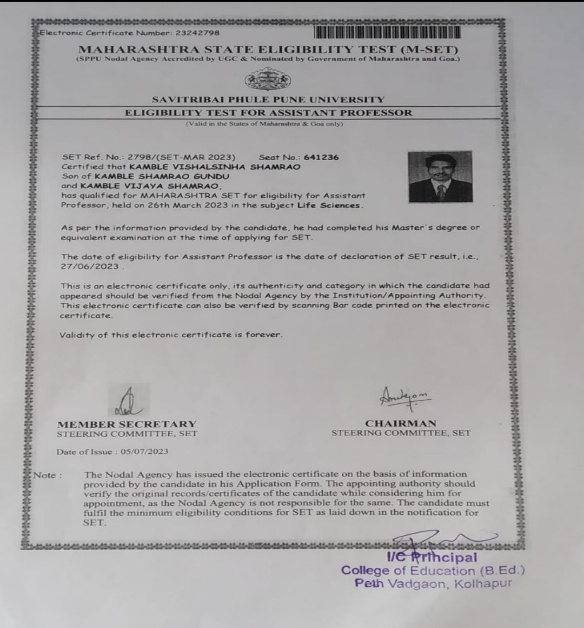 Electronic Certificate Number: 23242798
MAHARASHTRA STATE ELIGIBILITY TEST (M-SET)
(SPPU Nodal Agency Accredited by UGC & Nominated by Government of Maharashtra and Goa.)
SAVITRIBAI PHULE PUNE UNIVERSITY
ELIGIBILITY TEST FOR ASSISTANT PROFESSOR
(Valid in the States of Maharashtra & Goa only)
SET Ref. No.: 2798/(SET-MAR 2023) Seat No.: 641236
Certified that KAMBLE VISHALSINHA SHAMRAO
Son of KAMBLE SHAMRAO GUNDU
and KAMBLE VIJAYA SHAMRAO,
has qualified for MAHARASHTRA SET for eligibility for Assistant
Professor, held on 26th March 2023 in the subject Life Sciences.
As per the information provided by the candidate, he had completed his Master's degree or
equivalent examination at the time of applying for SET.
The date of eligibility for Assistant Professor is the date of declaration of SET result, i.e.,
27/06/2023 .
This is an electronic certificate only, its authenticity and category in which the candidate had
appeared should be verified from the Nodal Agency by the Institution/Appointing Authority.
This electronic certificate can also be verified by scanning Bar code printed on the electronic
certificate.
Validity of this electronic certificate is forever.
MEMBER SECRETARY
STEERING COMMITTEE, SET
CHAIRMAN
STEERING COMMITTEE, SET
Date of Issue : 05/07/2023
Note : The Nodal Agency has issued the electronic certificate on the basis of information
provided by the candidate in his Application Form. The appointing authority should
verify the original records/certificates of the candidate while considering him for
appointment, as the Nodal Agency is not responsible for the same. The candidate must
fulfil the minimum eligibility conditions for SET as laid down in the notification for
SET.
I/C Principal
College of Education (B.Ed.)
Peth Vadgaon, Kolhapur